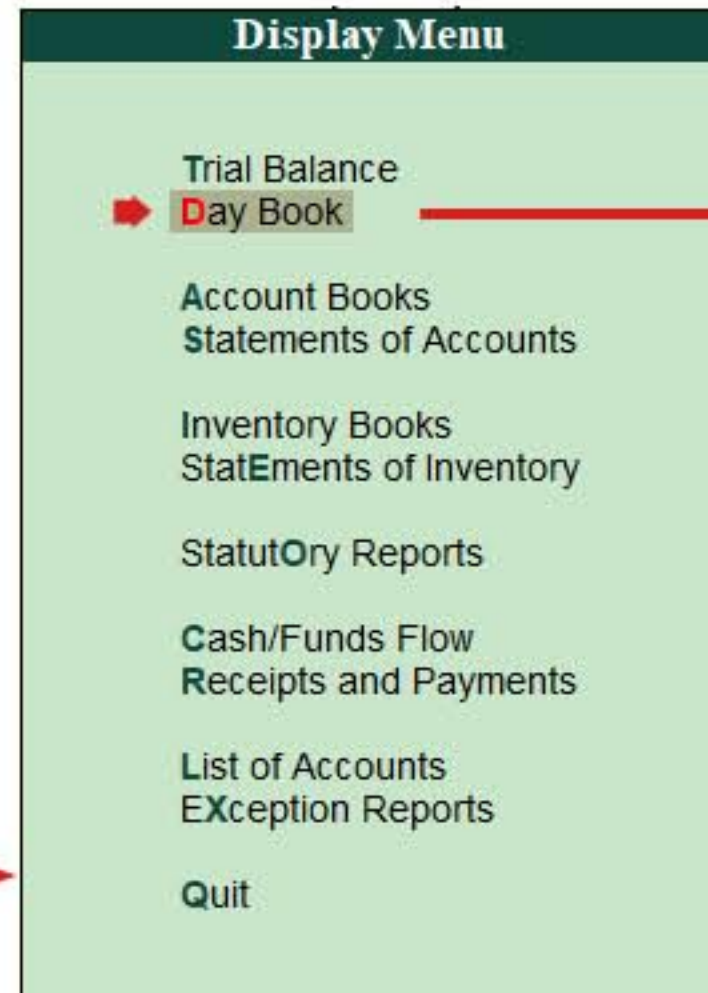 Display Menu
Trial Balance
Day Book
Account Books
Statements of Accounts
Inventory Books
StatEments of Inventory
StatutOry Reports
Cash/Funds Flow
Receipts and Payments
List of Accounts
EXception Reports
Quit